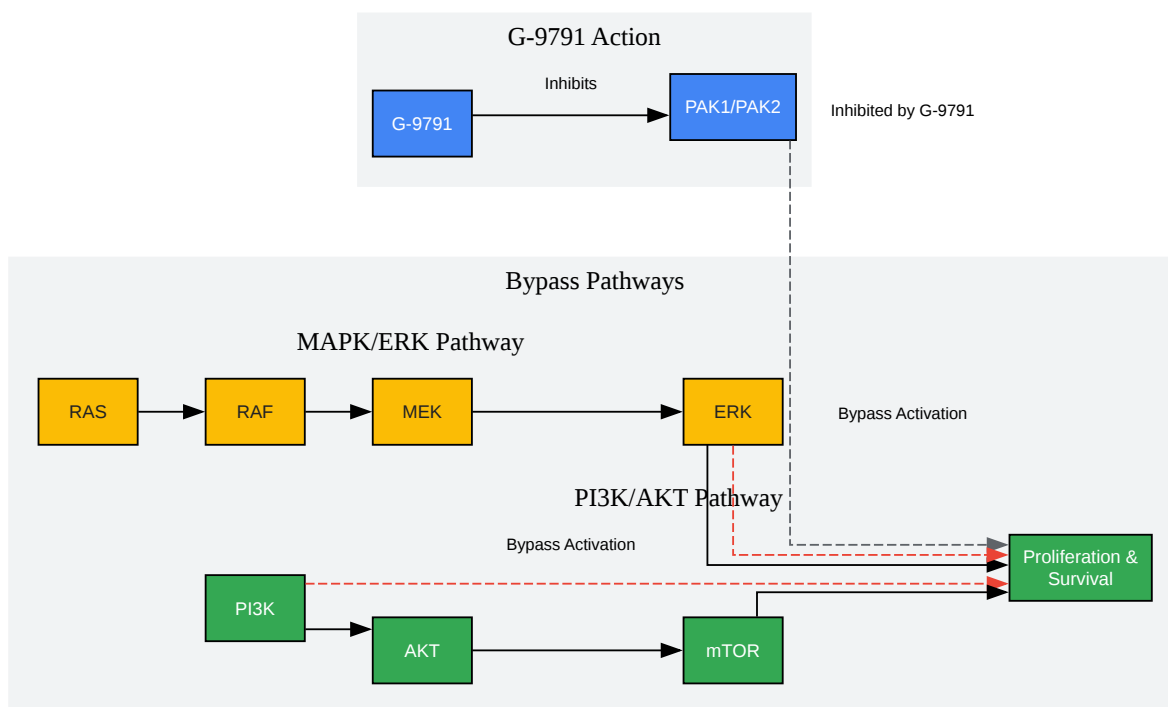 G-9791 Action
Inhibits
G-9791
PAK1/PAK2
Inhibited by G-9791
Bypass Pathways
MAPK/ERK Pathway
RAS
RAF
MEK
ERK
Bypass Activation
PI3K/AKT Pathway
Bypass Activation
Proliferation &
Survival
PI3K
AKT
mTOR